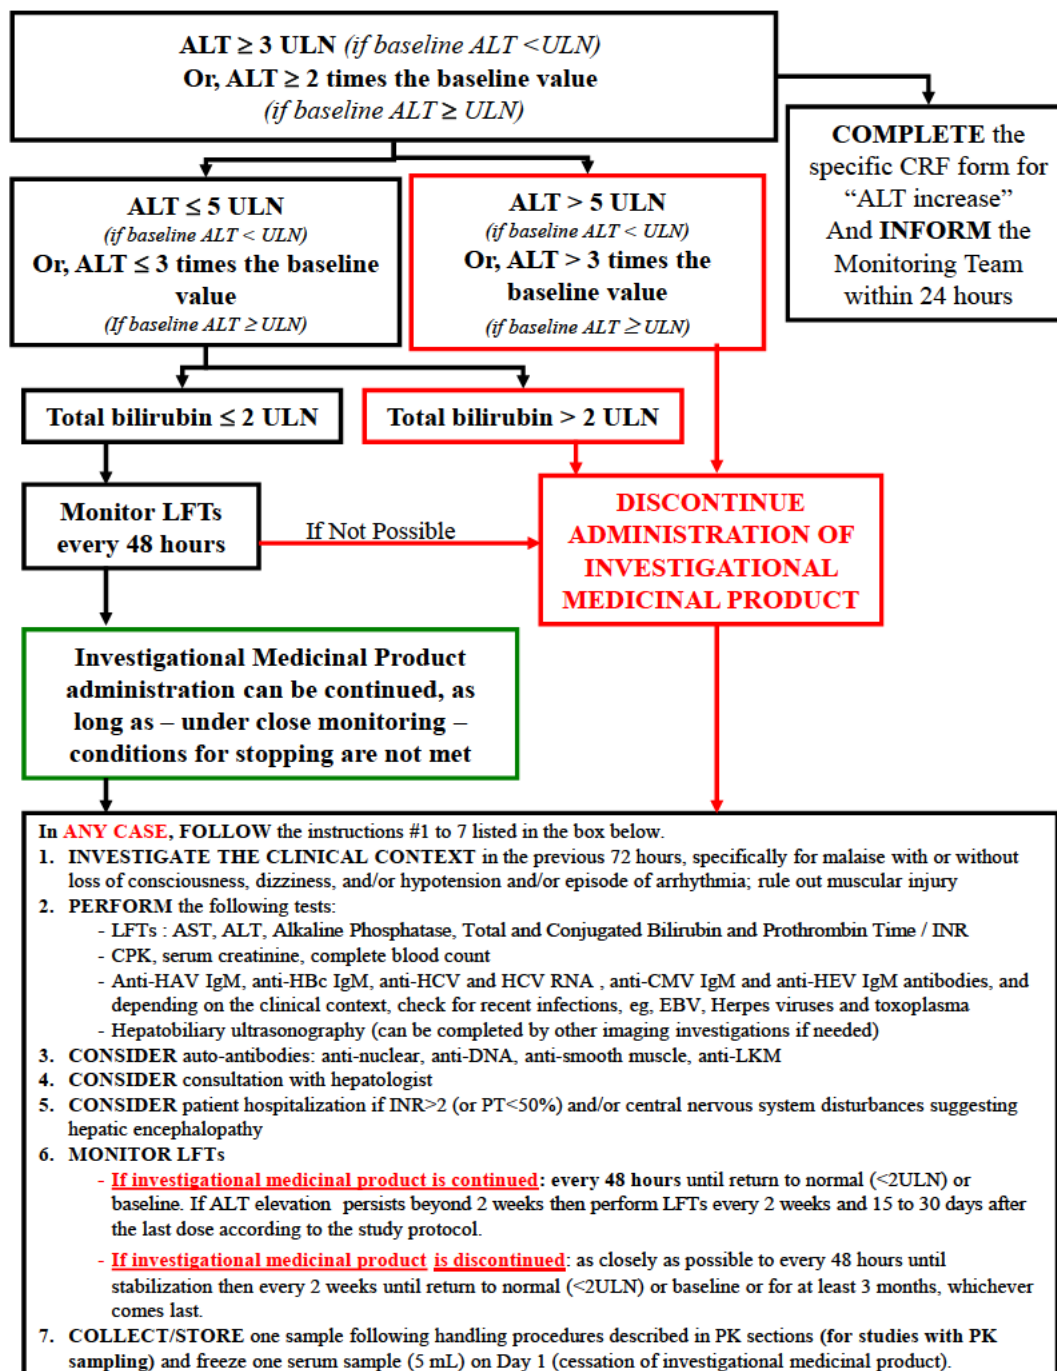 ALT ≥ 3 ULN (if baseline ALT <ULN)
Or, ALT ≥ 2 times the baseline value
(if baseline ALT ≥ ULN)
COMPLETE the
specific CRF form for
“ALT increase”
And INFORM the
Monitoring Team
within 24 hours
ALT ≤ 5 ULN
(if baseline ALT < ULN)
Or, ALT ≤ 3 times the baseline
value
(If baseline ALT ≥ ULN)
ALT > 5 ULN
(if baseline ALT < ULN)
Or, ALT > 3 times the
baseline value
(if baseline ALT ≥ ULN)
Total bilirubin ≤ 2 ULN
Total bilirubin > 2 ULN
Monitor LFTs
every 48 hours
If Not Possible
DISCONTINUE
ADMINISTRATION OF
INVESTIGATIONAL
MEDICINAL PRODUCT
Investigational Medicinal Product
administration can be continued, as
long as – under close monitoring –
conditions for stopping are not met
In ANY CASE, FOLLOW the instructions #1 to 7 listed in the box below.
1. INVESTIGATE THE CLINICAL CONTEXT in the previous 72 hours, specifically for malaise with or without
loss of consciousness, dizziness, and/or hypotension and/or episode of arrhythmia; rule out muscular injury
2. PERFORM the following tests:
- LFTs : AST, ALT, Alkaline Phosphatase, Total and Conjugated Bilirubin and Prothrombin Time / INR
- CPK, serum creatinine, complete blood count
- Anti-HAV IgM, anti-HBc IgM, anti-HCV and HCV RNA , anti-CMV IgM and anti-HEV IgM antibodies, and
depending on the clinical context, check for recent infections, eg, EBV, Herpes viruses and toxoplasma
- Hepatobiliary ultrasonography (can be completed by other imaging investigations if needed)
3. CONSIDER auto-antibodies: anti-nuclear, anti-DNA, anti-smooth muscle, anti-LKM
4. CONSIDER consultation with hepatologist
5. CONSIDER patient hospitalization if INR>2 (or PT<50%) and/or central nervous system disturbances suggesting
hepatic encephalopathy
6. MONITOR LFTs
- If investigational medicinal product is continued: every 48 hours until return to normal (<2ULN) or
baseline. If ALT elevation persists beyond 2 weeks then perform LFTs every 2 weeks and 15 to 30 days after
the last dose according to the study protocol.
- If investigational medicinal product is discontinued: as closely as possible to every 48 hours until
stabilization then every 2 weeks until return to normal (<2ULN) or baseline or for at least 3 months, whichever
comes last.
7. COLLECT/STORE one sample following handling procedures described in PK sections (for studies with PK
sampling) and freeze one serum sample (5 mL) on Day 1 (cessation of investigational medicinal product).